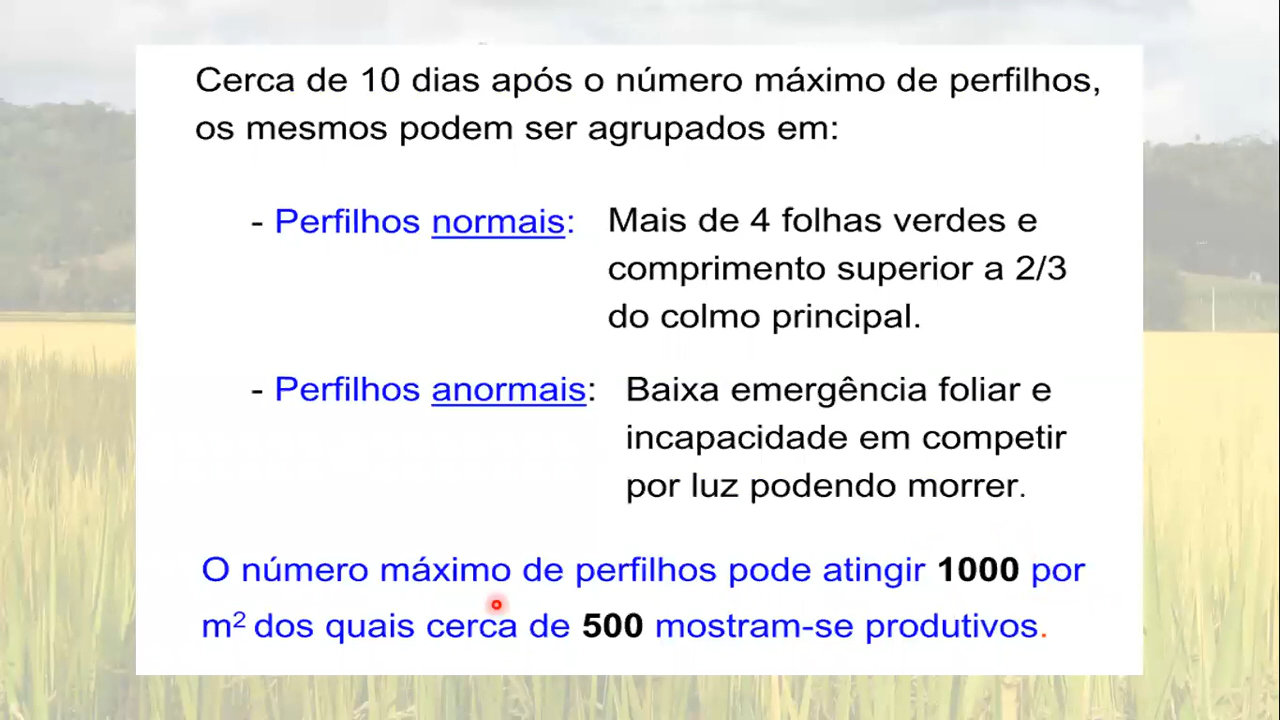 Cerca de 10 dias após o número máximo de perfilhos,
os mesmos podem ser agrupados em:
- Perfilhos normais: Mais de 4 folhas verdes e
comprimento superior a 2/3
do colmo principal.
- Perfilhos anormais: Baixa emergência foliar e
incapacidade em competir
por luz podendo morrer.
O número máximo de perfilhos pode atingir 1000 por
m² dos quais cerca de 500 mostram-se produtivos.